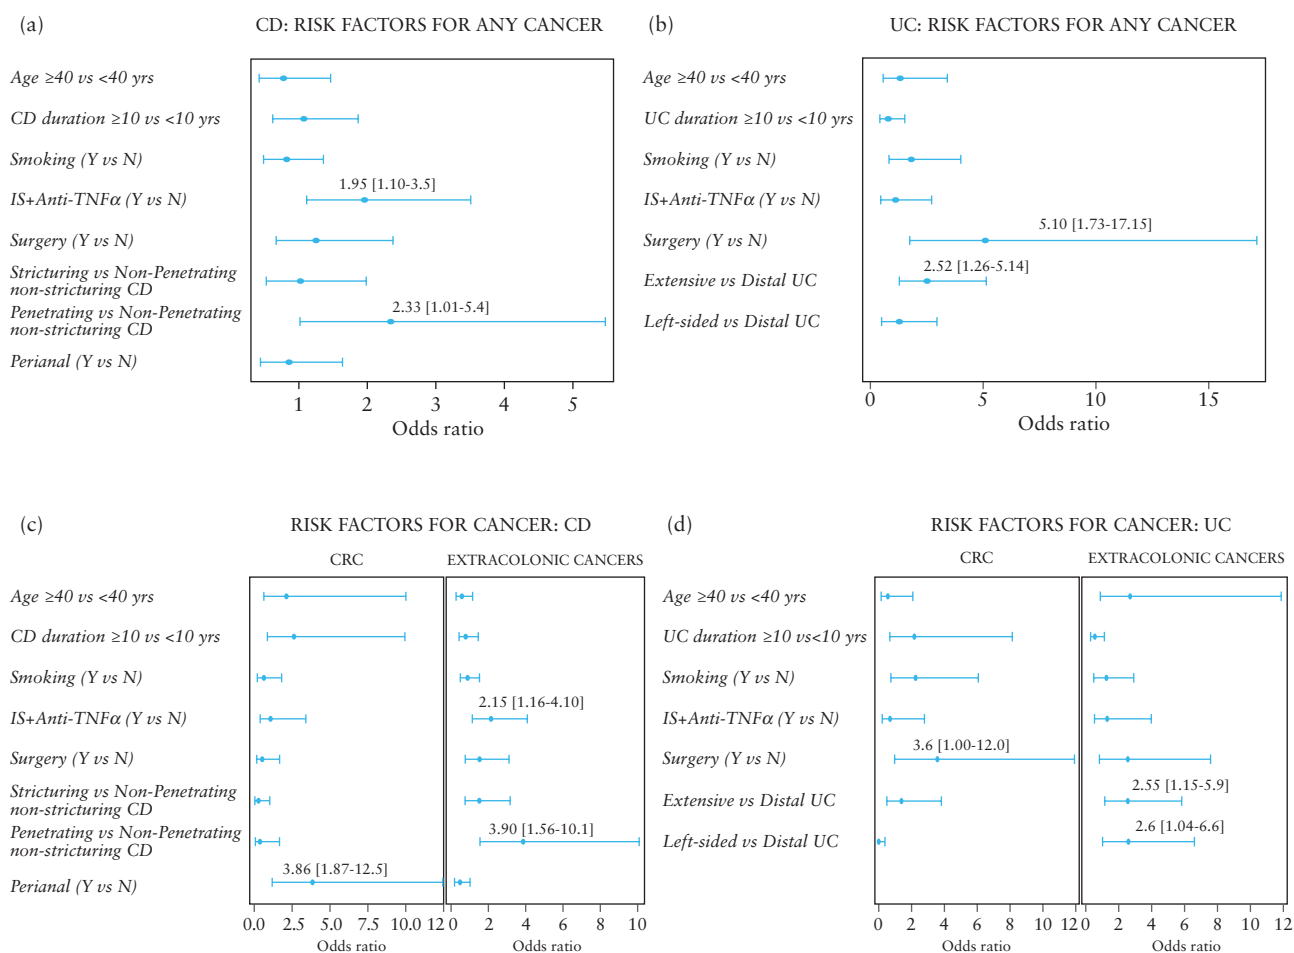 (a)
CD: RISK FACTORS FOR ANY CANCER
Age ≥40 vs <40 yrs
CD duration ≥10 vs <10 yrs
Smoking (Y vs N)
1.95 [1.10-3.5]
IS+Anti-TNFα (Y vs N)
Surgery (Y vs N)
Stricturing vs Non-Penetrating
non-stricturing CD
2.33 [1.01-5.4]
Penetrating vs Non-Penetrating
non-stricturing CD
Perianal (Y vs N)
1 2 3 4 5
Odds ratio
(b)
UC: RISK FACTORS FOR ANY CANCER
Age ≥40 vs <40 yrs
UC duration ≥10 vs <10 yrs
Smoking (Y vs N)
IS+Anti-TNFα (Y vs N)
5.10 [1.73-17.15]
Surgery (Y vs N)
2.52 [1.26-5.14]
Extensive vs Distal UC
Left-sided vs Distal UC
0 5 10 15
Odds ratio
(c)
RISK FACTORS FOR CANCER: CD
CRC EXTRACOLONIC CANCERS
Age ≥40 vs <40 yrs
CD duration ≥10 vs <10 yrs
Smoking (Y vs N)
2.15 [1.16-4.10]
IS+Anti-TNFα (Y vs N)
Surgery (Y vs N)
Stricturing vs Non-Penetrating
non-stricturing CD
3.90 [1.56-10.1]
Penetrating vs Non-Penetrating
non-stricturing CD
3.86 [1.87-12.5]
Perianal (Y vs N)
0.0 2.5 5.0 7.5 10.0 12 0 2 4 6 8 10
Odds ratio Odds ratio
(d)
RISK FACTORS FOR CANCER: UC
CRC EXTRACOLONIC CANCERS
Age ≥40 vs <40 yrs
UC duration ≥10 vs<10 yrs
Smoking (Y vs N)
IS+Anti-TNFα (Y vs N)
3.6 [1.00-12.0]
Surgery (Y vs N)
2.55 [1.15-5.9]
Extensive vs Distal UC
2.6 [1.04-6.6]
Left-sided vs Distal UC
0 2 4 6 8 10 12 0 2 4 6 8 10 12
Odds ratio Odds ratio